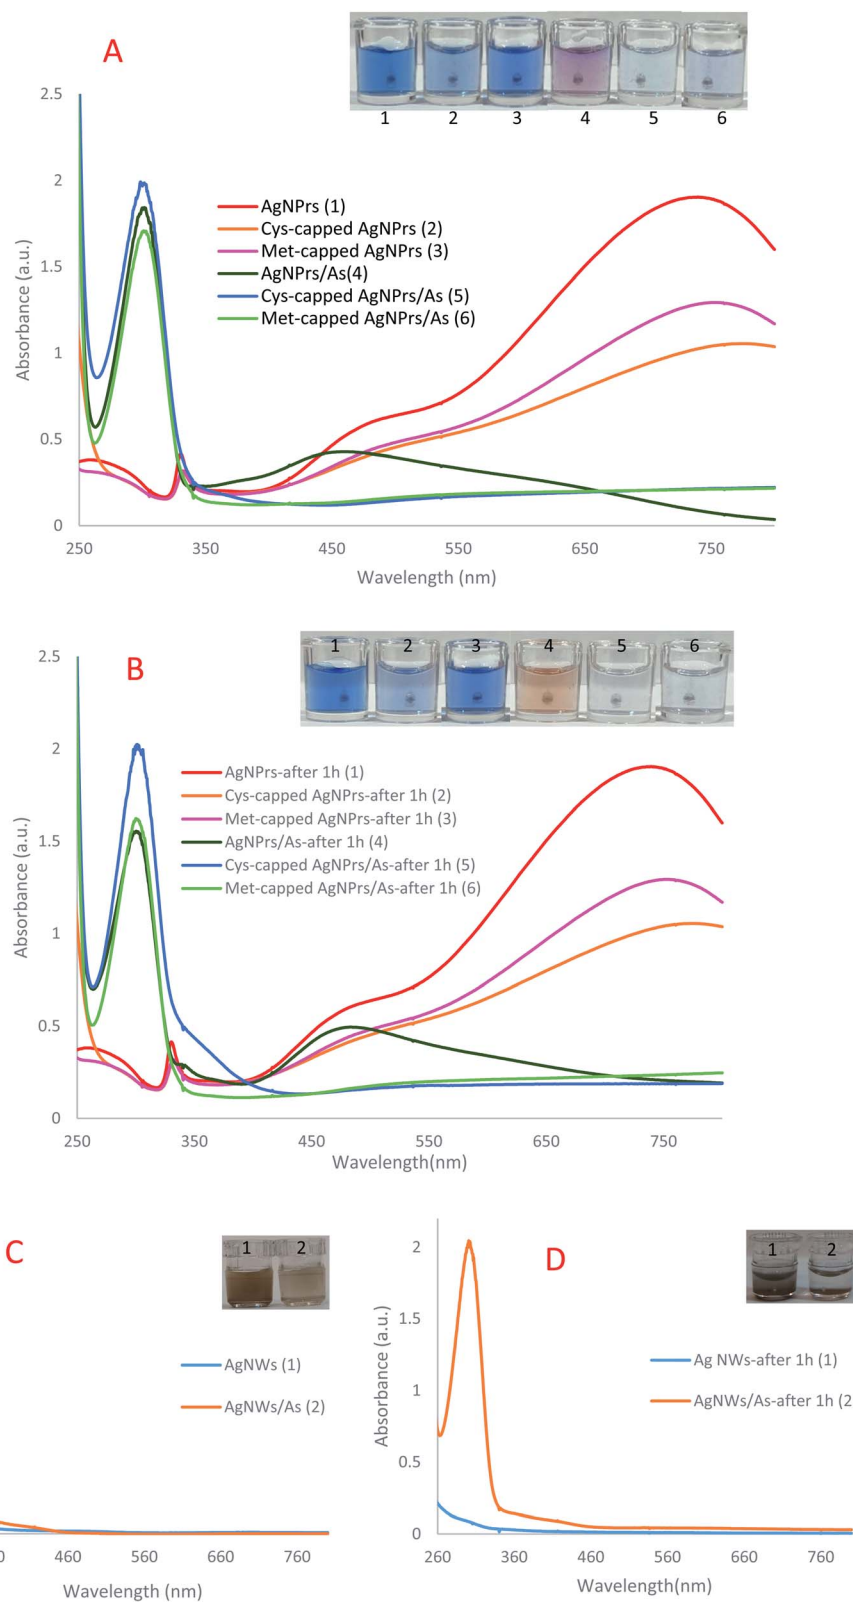 A
1 2 3 4 5 6
2.5
2
1.5
1
0.5
0
Absorbance (a.u.)
AgNPrs (1)
Cys-capped AgNPrs (2)
Met-capped AgNPrs (3)
AgNPrs/As(4)
Cys-capped AgNPrs/As (5)
Met-capped AgNPrs/As (6)
250 350 450 550 650 750
Wavelength (nm)
B
1 2 3 4 5 6
2.5
2
1.5
1
0.5
0
Absorbance (a.u.)
AgNPrs-after 1h (1)
Cys-capped AgNPrs-after 1h (2)
Met-capped AgNPrs-after 1h (3)
AgNPrs/As-after 1h (4)
Cys-capped AgNPrs/As-after 1h (5)
Met-capped AgNPrs/As-after 1h (6)
250 350 450 550 650 750
Wavelength(nm)
C
1 2
AgNWs (1)
AgNWs/As (2)
460 560 660 760
Wavelength (nm)
D
1 2
2
1.5
1
0.5
0
Absorbance (a.u.)
Ag NWs-after 1h (1)
AgNWs/As-after 1h (2
260 360 460 560 660 760
Wavelength(nm)